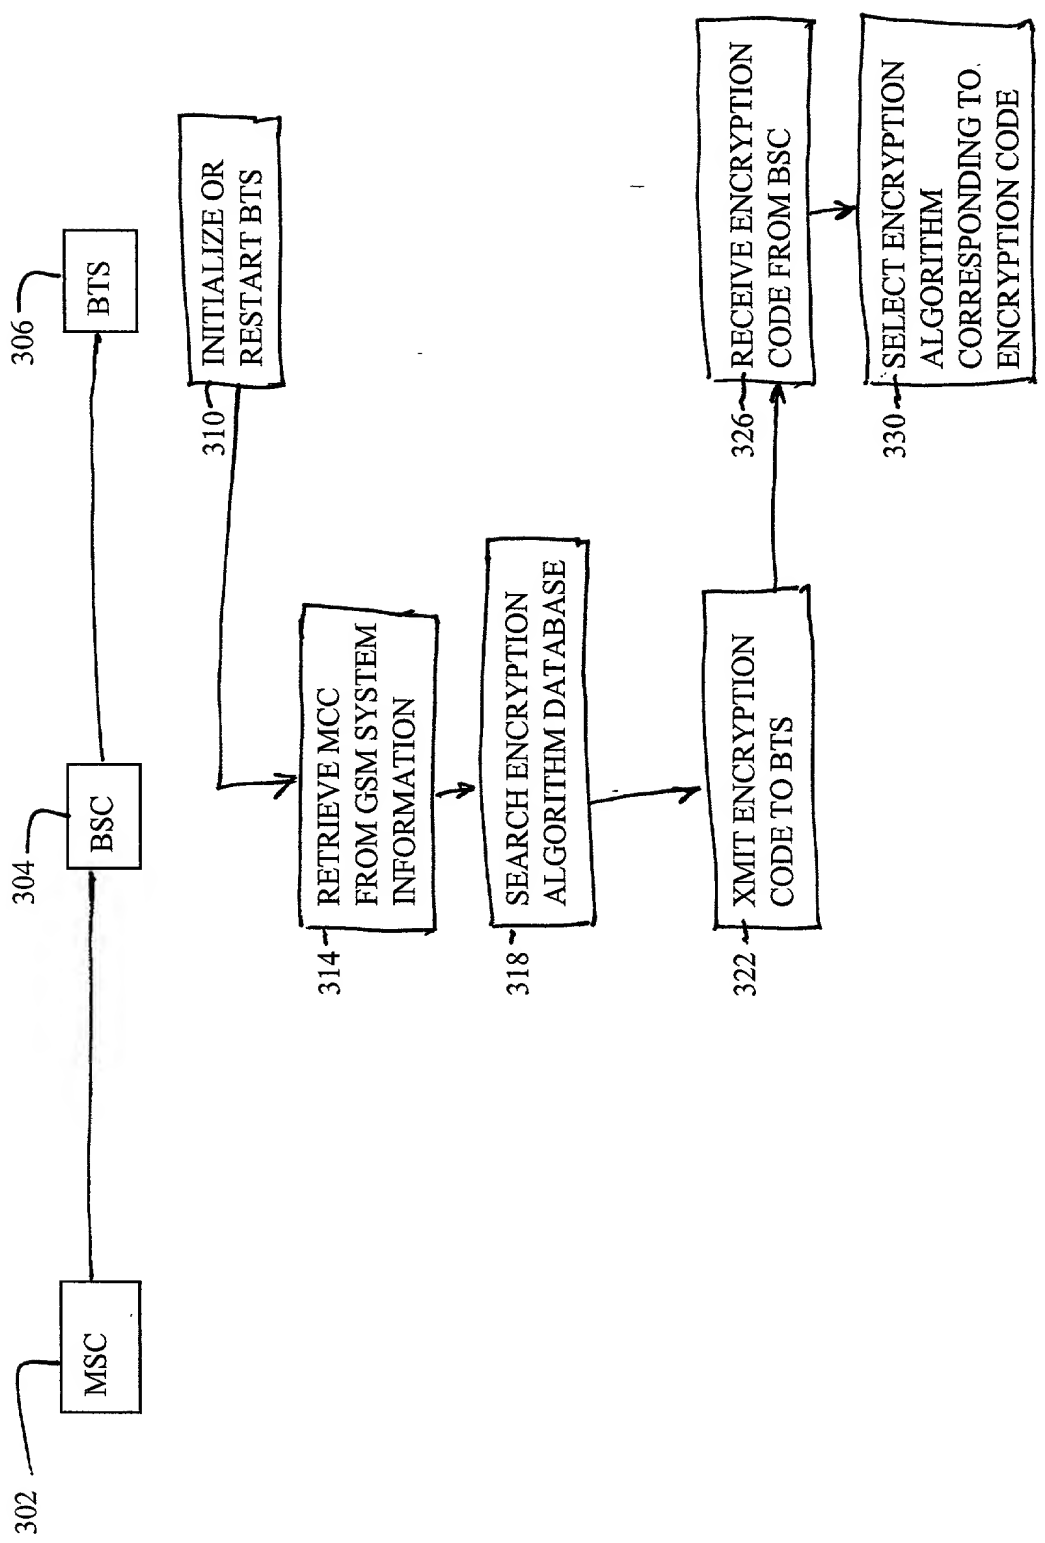 302
MSC
304
BSC
306
BTS
310
INITIALIZE OR
RESTART BTS
314
RETRIEVE MCC
FROM GSM SYSTEM
INFORMATION
318
SEARCH ENCRYPTION
ALGORITHM DATABASE
322
XMIT ENCRYPTION
CODE TO BTS
326
RECEIVE ENCRYPTION
CODE FROM BSC
330
SELECT ENCRYPTION
ALGORITHM
CORRESPONDING TO
ENCRYPTION CODE